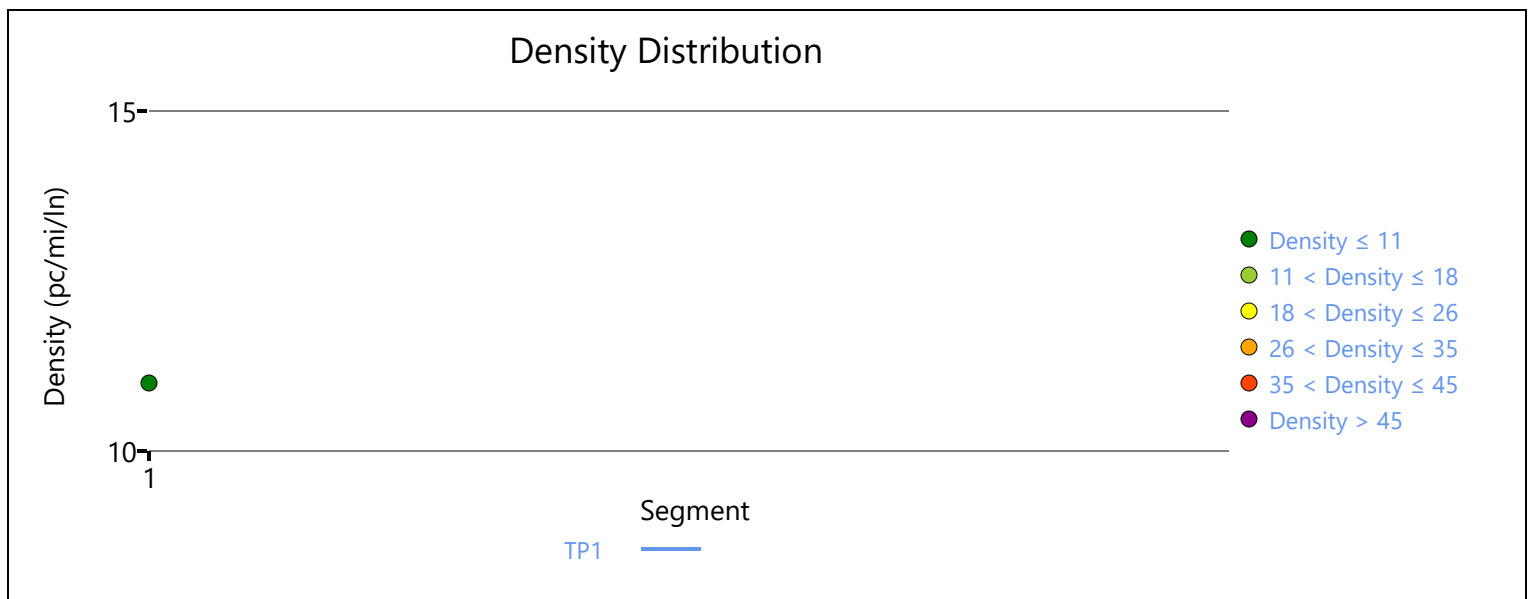 Density Distribution
15
Density (pc/mi/ln)
10
1
Segment
TP1
Density ≤ 11
11 < Density ≤ 18
18 < Density ≤ 26
26 < Density ≤ 35
35 < Density ≤ 45
Density > 45